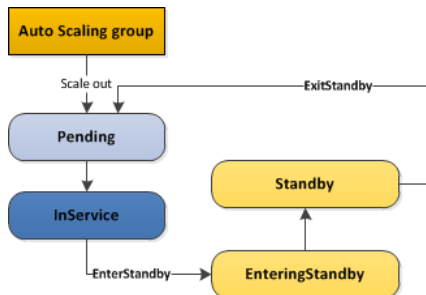 Auto Scaling group
Scale out
ExitStandby
Pending
Standby
InService
EnterStandby
EnteringStandby